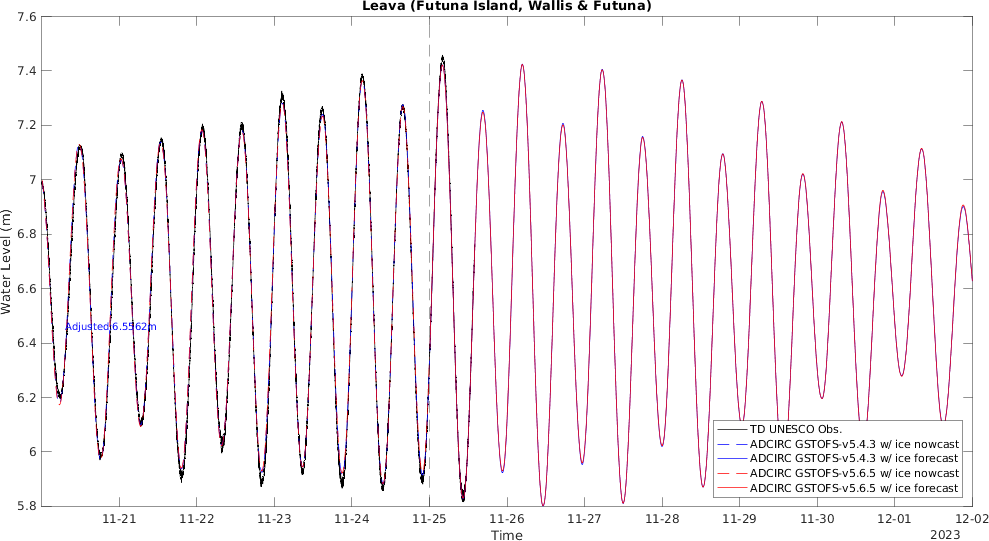 Leava (Futuna Island, Wallis & Futuna)
7.6
7.4
7.2
7
6.8
6.6
6.4
6.2
6
5.8
Water Level (m)
Adjusted 6.5562m
TD UNESCO Obs.
ADCIRC GSTOFS-v5.4.3 w/ ice nowcast
ADCIRC GSTOFS-v5.4.3 w/ ice forecast
ADCIRC GSTOFS-v5.6.5 w/ ice nowcast
ADCIRC GSTOFS-v5.6.5 w/ ice forecast
11-21 11-22 11-23 11-24 11-25 11-26 11-27 11-28 11-29 11-30 12-01 12-02
Time
2023